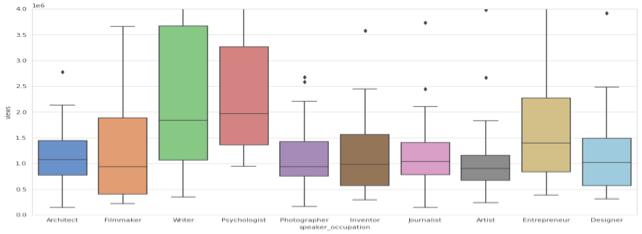 1e6
4.0
3.5
3.0
2.5
2.0
1.5
1.0
0.5
0.0
views
Architect Filmmaker Writer Psychologist Photographer Inventor Journalist Artist Entrepreneur Designer
speaker_occupation